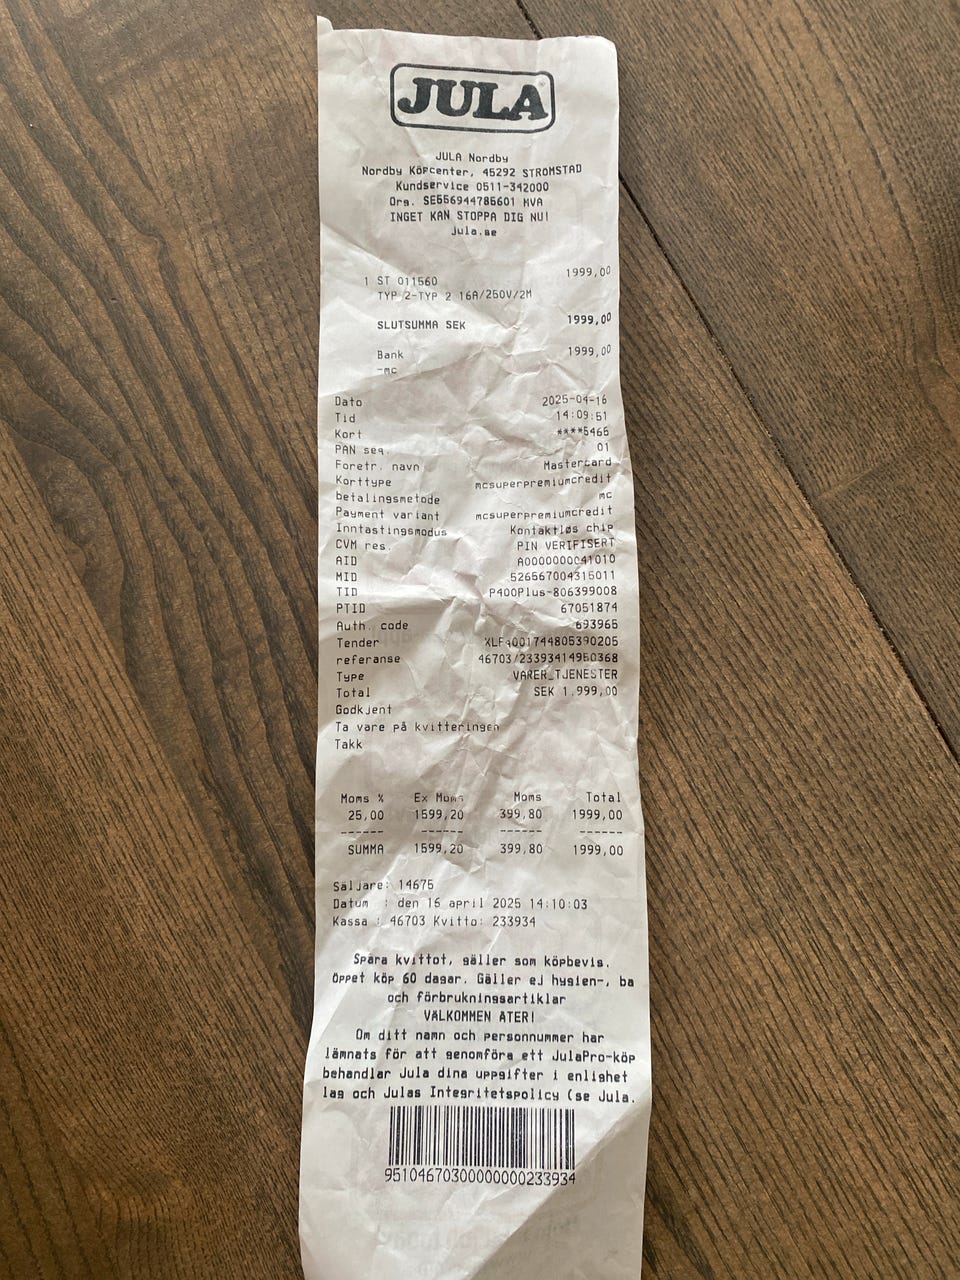 JULA
JULA Nordby
Nordby Köpcenter, 45292 STROMSTAD
Kundservice 0511-342000
Org. SE556944785601 MVA
INGET KAN STOPPA DIG NU!
jula.se
1 ST 011560 1999,00
TYP 2-TYP 2 16A/250V/2M
SLUTSUMMA SEK 1999,00
Bank 1999,00
-mc
Dato 2025-04-16
Tid 14:09:51
Kort ****5465
PAN seq. 01
Foretr. navn Mastercard
Korttype mcsuperpremiumcredit
betalingsmetode mc
Payment variant mcsuperpremiumcredit
Inntastingsmodus Kontaktløs chip
CVM res. PIN VERIFISERT
AID A0000000041010
MID 526567004315011
TID P400Plus-806399008
PTID 67051874
Auth. code 693965
Tender
referanse
Type VARER_TJENESTER
Total SEK 1.999,00
Godkjent
Ta vare på kvitteringen
Takk
Moms % Ex Moms Moms Total
25,00 1599,20 399,80 1999,00
------ ------ ------ ------
SUMMA 1599,20 399,80 1999,00
Säljare: 14675
Datum : den 16 april 2025 14:10:03
Kassa : 46703 Kvitto: 233934
Spara kvittot, gäller som köpbevis.
Öppet köp 60 dagar. Gäller ej hygien-, ba
och förbrukningsartiklar
VÄLKOMMEN ÅTER!
Om ditt namn och personnummer har
lämnats för att genomföra ett JulaPro-köp
behandlar Jula dina uppgifter i enlighet
lag och Julas Integritetspolicy (se Jula.
95104670300000000233934